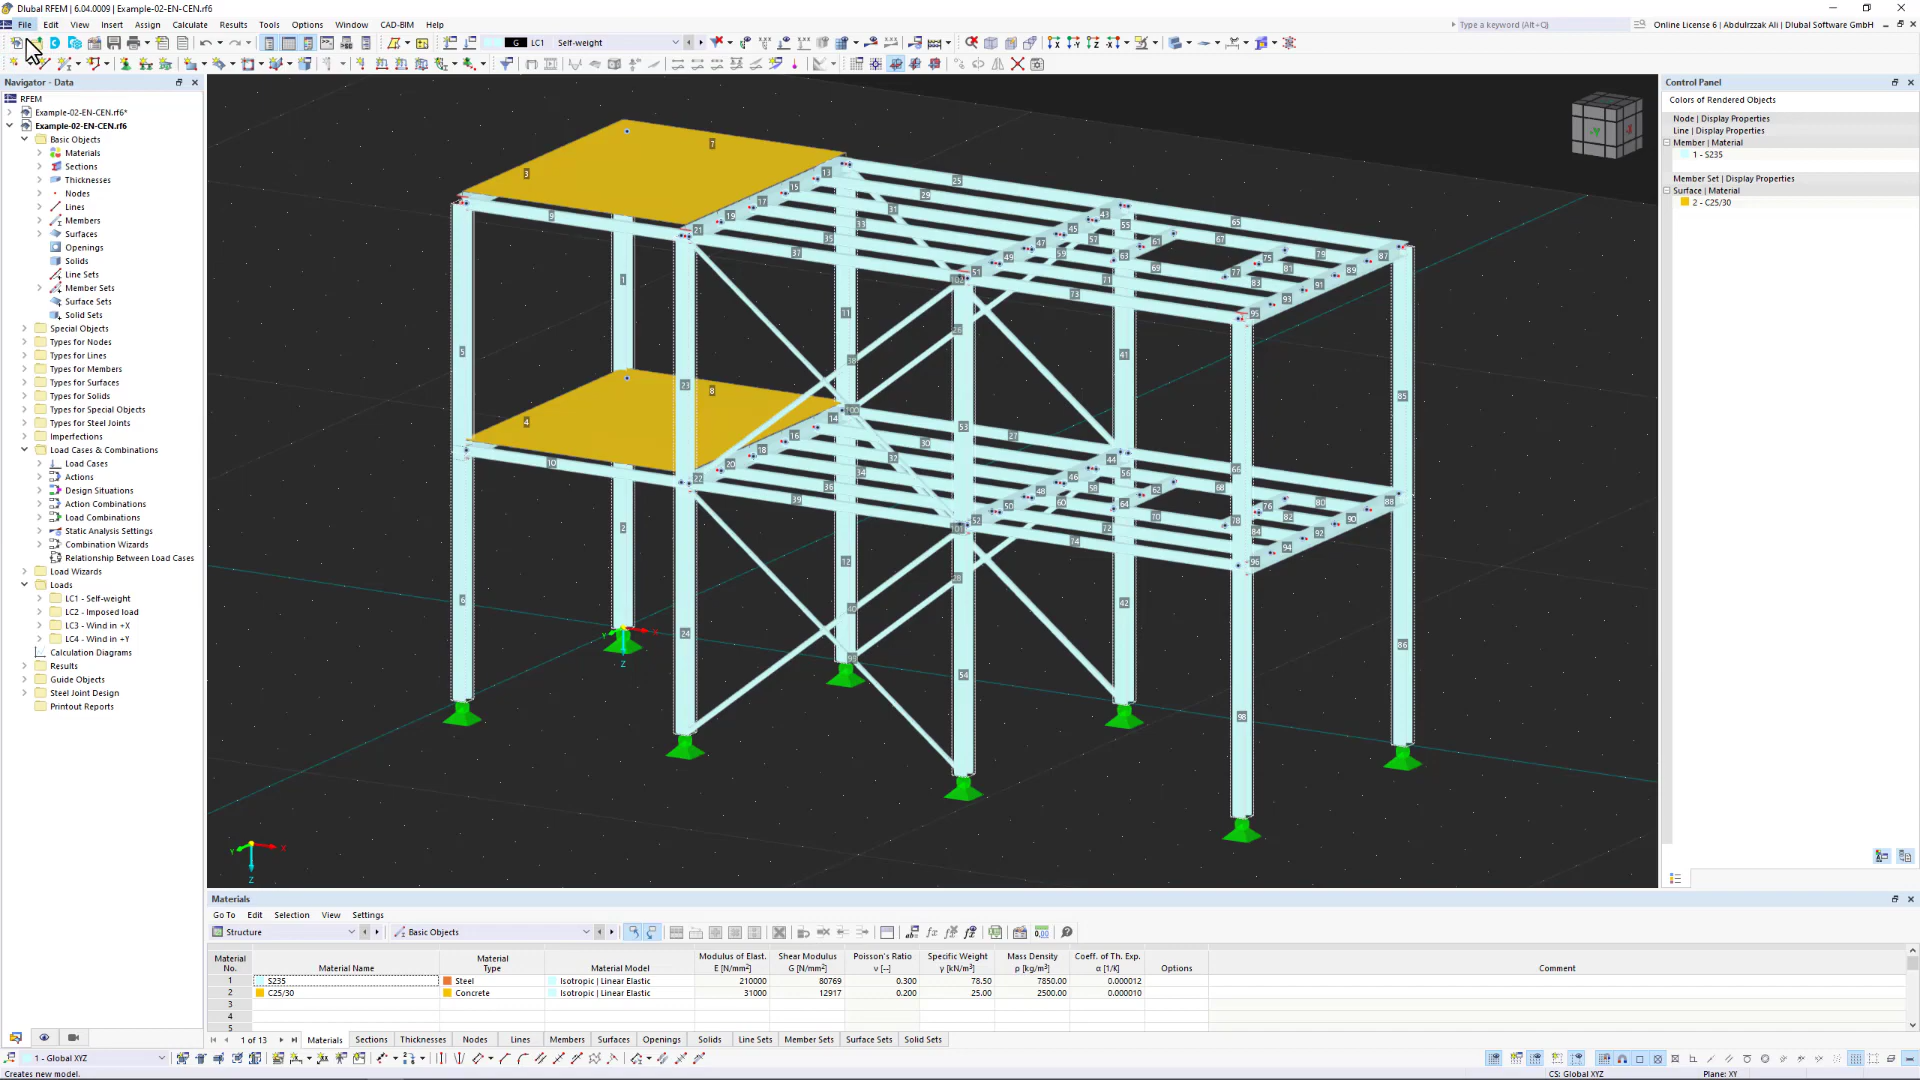 Dlubal RFEM | 6.04.0009 | Example-02-EN-CEN.rf6
File Edit View Insert Assign Calculate Results Tools Options Window CAD-BIM Help
Type a keyword (Alt+Q)
Online License 6 | Abdulrzzak Ali | Dlubal Software GmbH
G LC1 Self-weight
Navigator - Data
RFEM
Example-02-EN-CEN.rf6*
Example-02-EN-CEN.rf6
Basic Objects
Materials
Sections
Thicknesses
Nodes
Lines
Members
Surfaces
Openings
Solids
Line Sets
Member Sets
Surface Sets
Solid Sets
Special Objects
Types for Nodes
Types for Lines
Types for Members
Types for Surfaces
Types for Solids
Types for Special Objects
Types for Steel Joints
Imperfections
Load Cases & Combinations
Load Cases
Actions
Design Situations
Action Combinations
Load Combinations
Static Analysis Settings
Combination Wizards
Relationship Between Load Cases
Load Wizards
Loads
LC1 - Self-weight
LC2 - Imposed load
LC3 - Wind in +X
LC4 - Wind in +Y
Calculation Diagrams
Results
Guide Objects
Steel Joint Design
Printout Reports
Control Panel
Colors of Rendered Objects
Node | Display Properties
Line | Display Properties
Member | Material
1 - S235
Member Set | Display Properties
Surface | Material
2 - C25/30
Materials
Go To Edit Selection View Settings
Structure Basic Objects
Material No. Material Name Material Type Material Model Modulus of Elast. E [N/mm²] Shear Modulus G [N/mm²] Poisson's Ratio ν [--] Specific Weight γ [kN/m³] Mass Density ρ [kg/m³] Coeff. of Th. Exp. α [1/K] Options Comment
1 S235 Steel Isotropic | Linear Elastic 210000 80769 0.300 78.50 7850.00 0.000012
2 C25/30 Concrete Isotropic | Linear Elastic 31000 12917 0.200 25.00 2500.00 0.000010
3
4
5
1 of 13 Materials Sections Thicknesses Nodes Lines Members Surfaces Openings Solids Line Sets Member Sets Surface Sets Solid Sets
1 - Global XYZ
Creates new model.
CS: Global XYZ Plane: XY